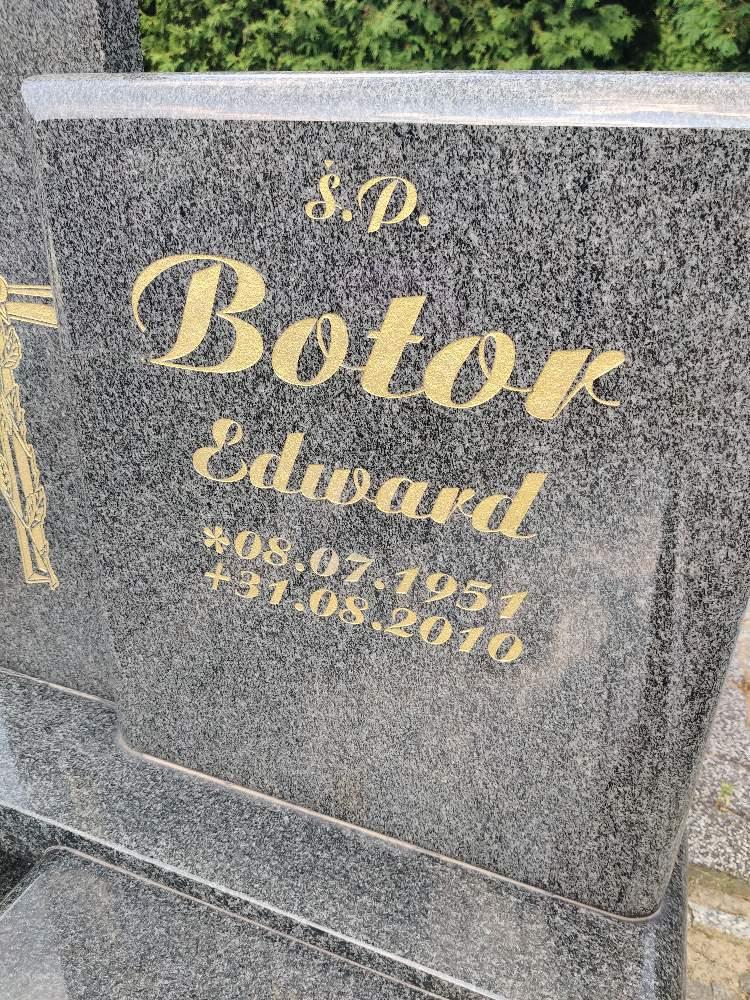 ś.p.
Botor
Edward
*08.07.1951
+31.08.2010